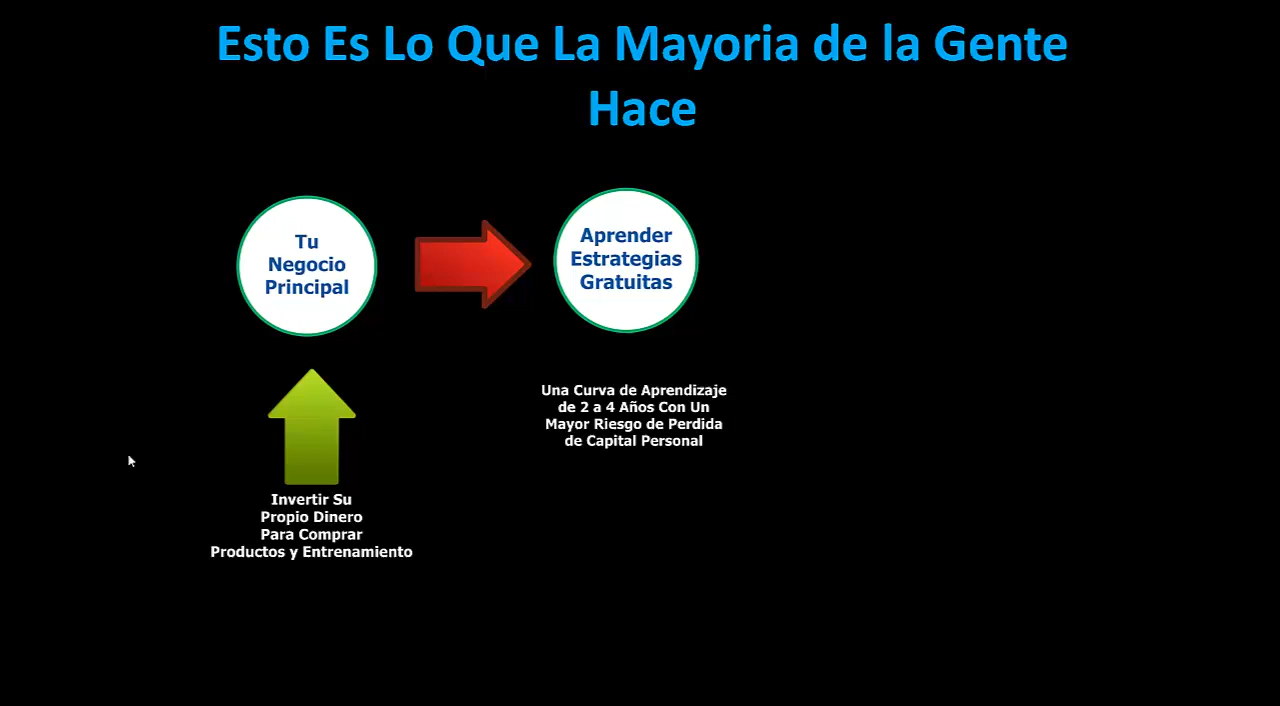 Esto Es Lo Que La Mayoria de la Gente
Hace
Tu
Negocio
Principal
Aprender
Estrategias
Gratuitas
Una Curva de Aprendizaje
de 2 a 4 Años Con Un
Mayor Riesgo de Perdida
de Capital Personal
Invertir Su
Propio Dinero
Para Comprar
Productos y Entrenamiento